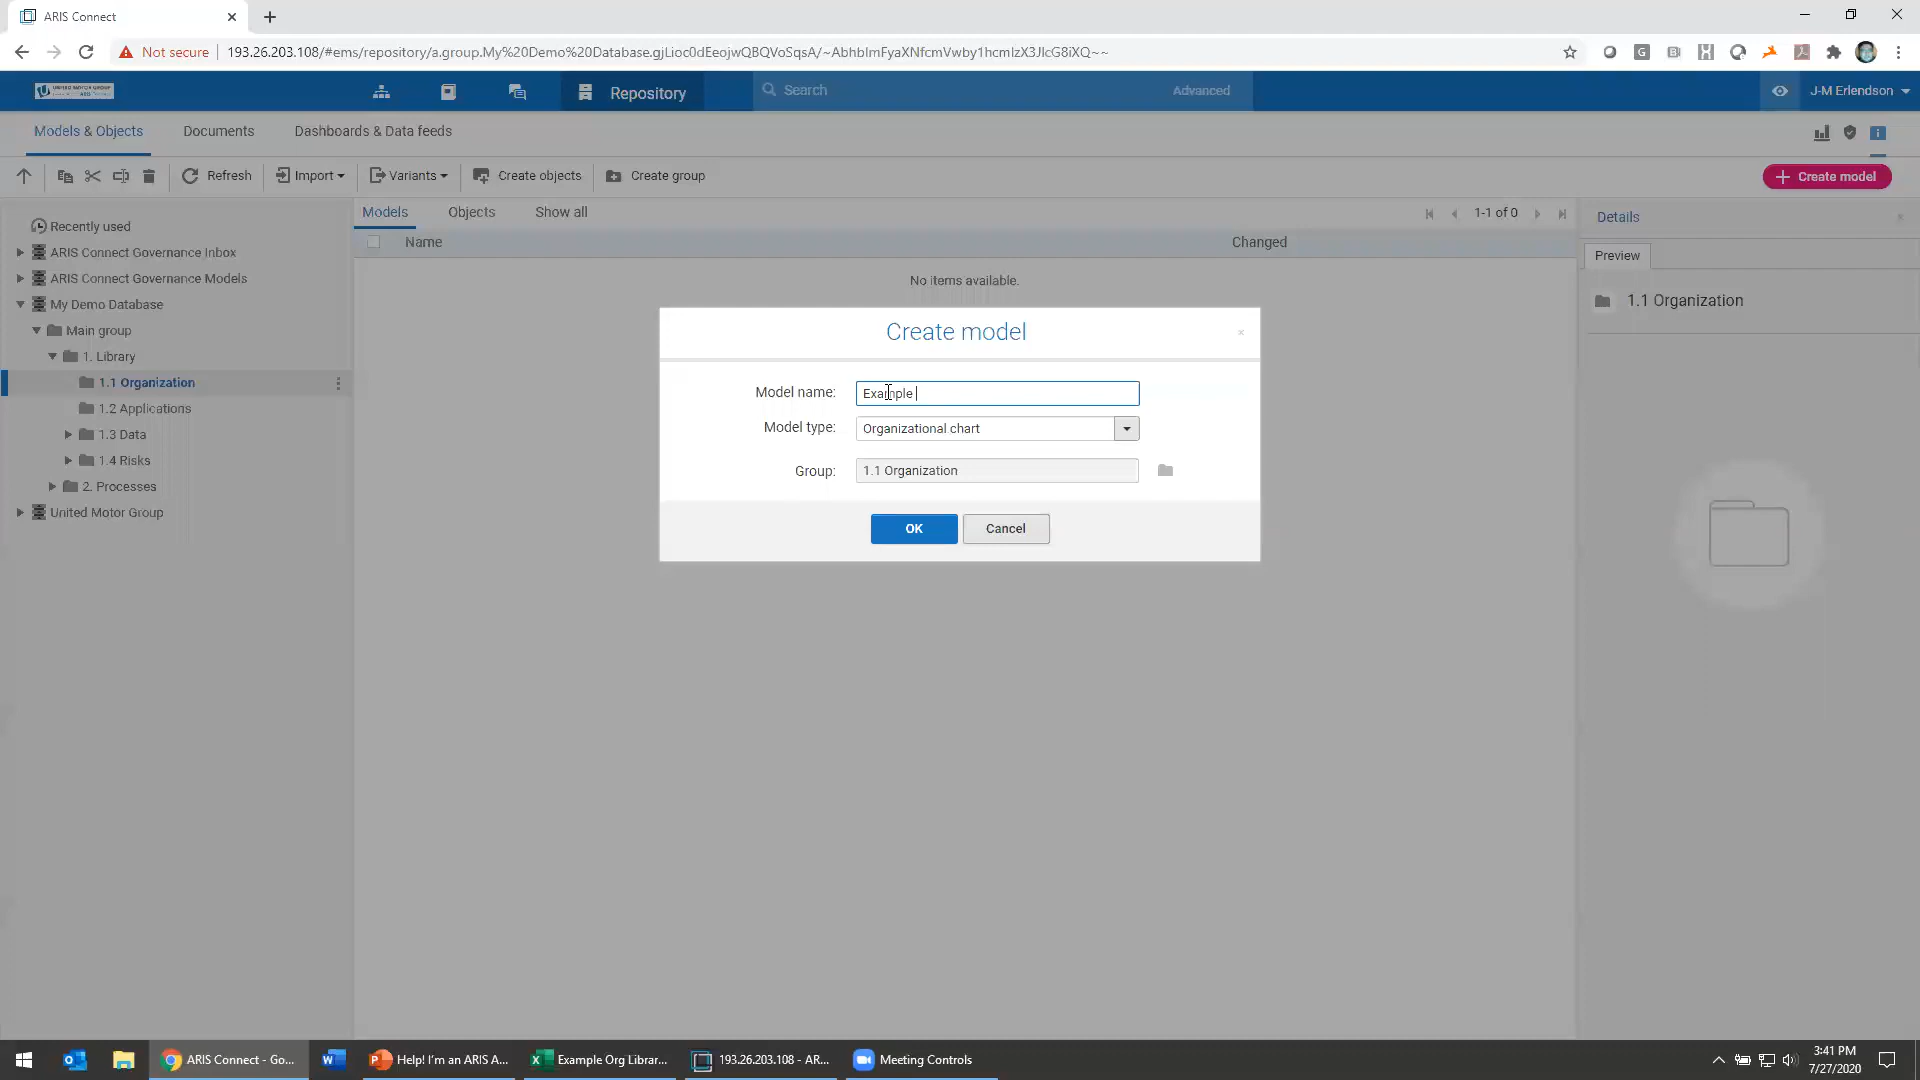 ARIS Connect
Not secure 193.26.203.108/#ems/repository/a.group.My%20Demo%20Database.gjLioc0dEeojwQBQVoSqsA/~AbhbImFyaXNfcmVwby1hcmlzX3JlcG8iXQ~~
UNITED MOTOR GROUP
Repository
Search
Advanced
J-M Erlendson
Models & Objects
Documents
Dashboards & Data feeds
Refresh
Import
Variants
Create objects
Create group
Create model
Recently used
ARIS Connect Governance Inbox
ARIS Connect Governance Models
My Demo Database
Main group
1. Library
1.1 Organization
1.2 Applications
1.3 Data
1.4 Risks
2. Processes
United Motor Group
Models
Objects
Show all
1-1 of 0
Name
Changed
No items available.
Create model
Model name: Example
Model type: Organizational chart
Group: 1.1 Organization
OK
Cancel
Details
Preview
1.1 Organization
ARIS Connect - Go...
Help! I'm an ARIS A...
Example Org Librar...
193.26.203.108 - AR...
Meeting Controls
3:41 PM
7/27/2020